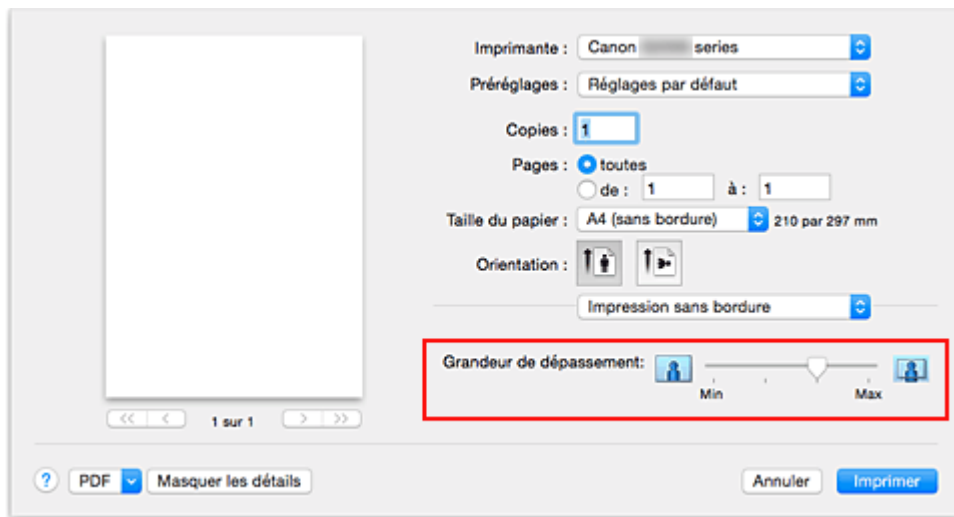 Imprimante : Canon series
Préréglages : Réglages par défaut
Copies : 1
Pages : toutes
de : 1 à : 1
Taille du papier : A4 (sans bordure) 210 par 297 mm
Orientation :
Impression sans bordure
Grandeur de dépassement:
Min Max
<< < 1 sur 1 > >>
? PDF Masquer les détails Annuler Imprimer